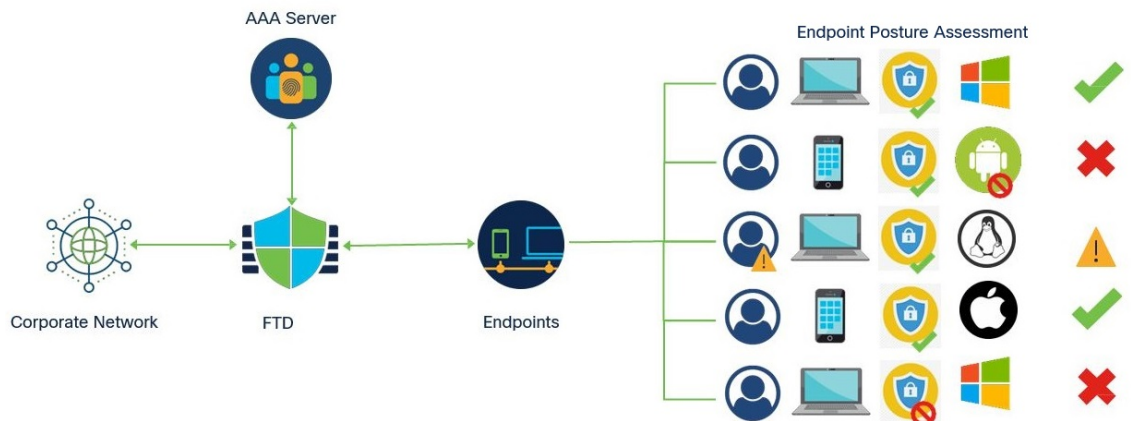 AAA Server
Endpoint Posture Assessment
Corporate Network
FTD
Endpoints